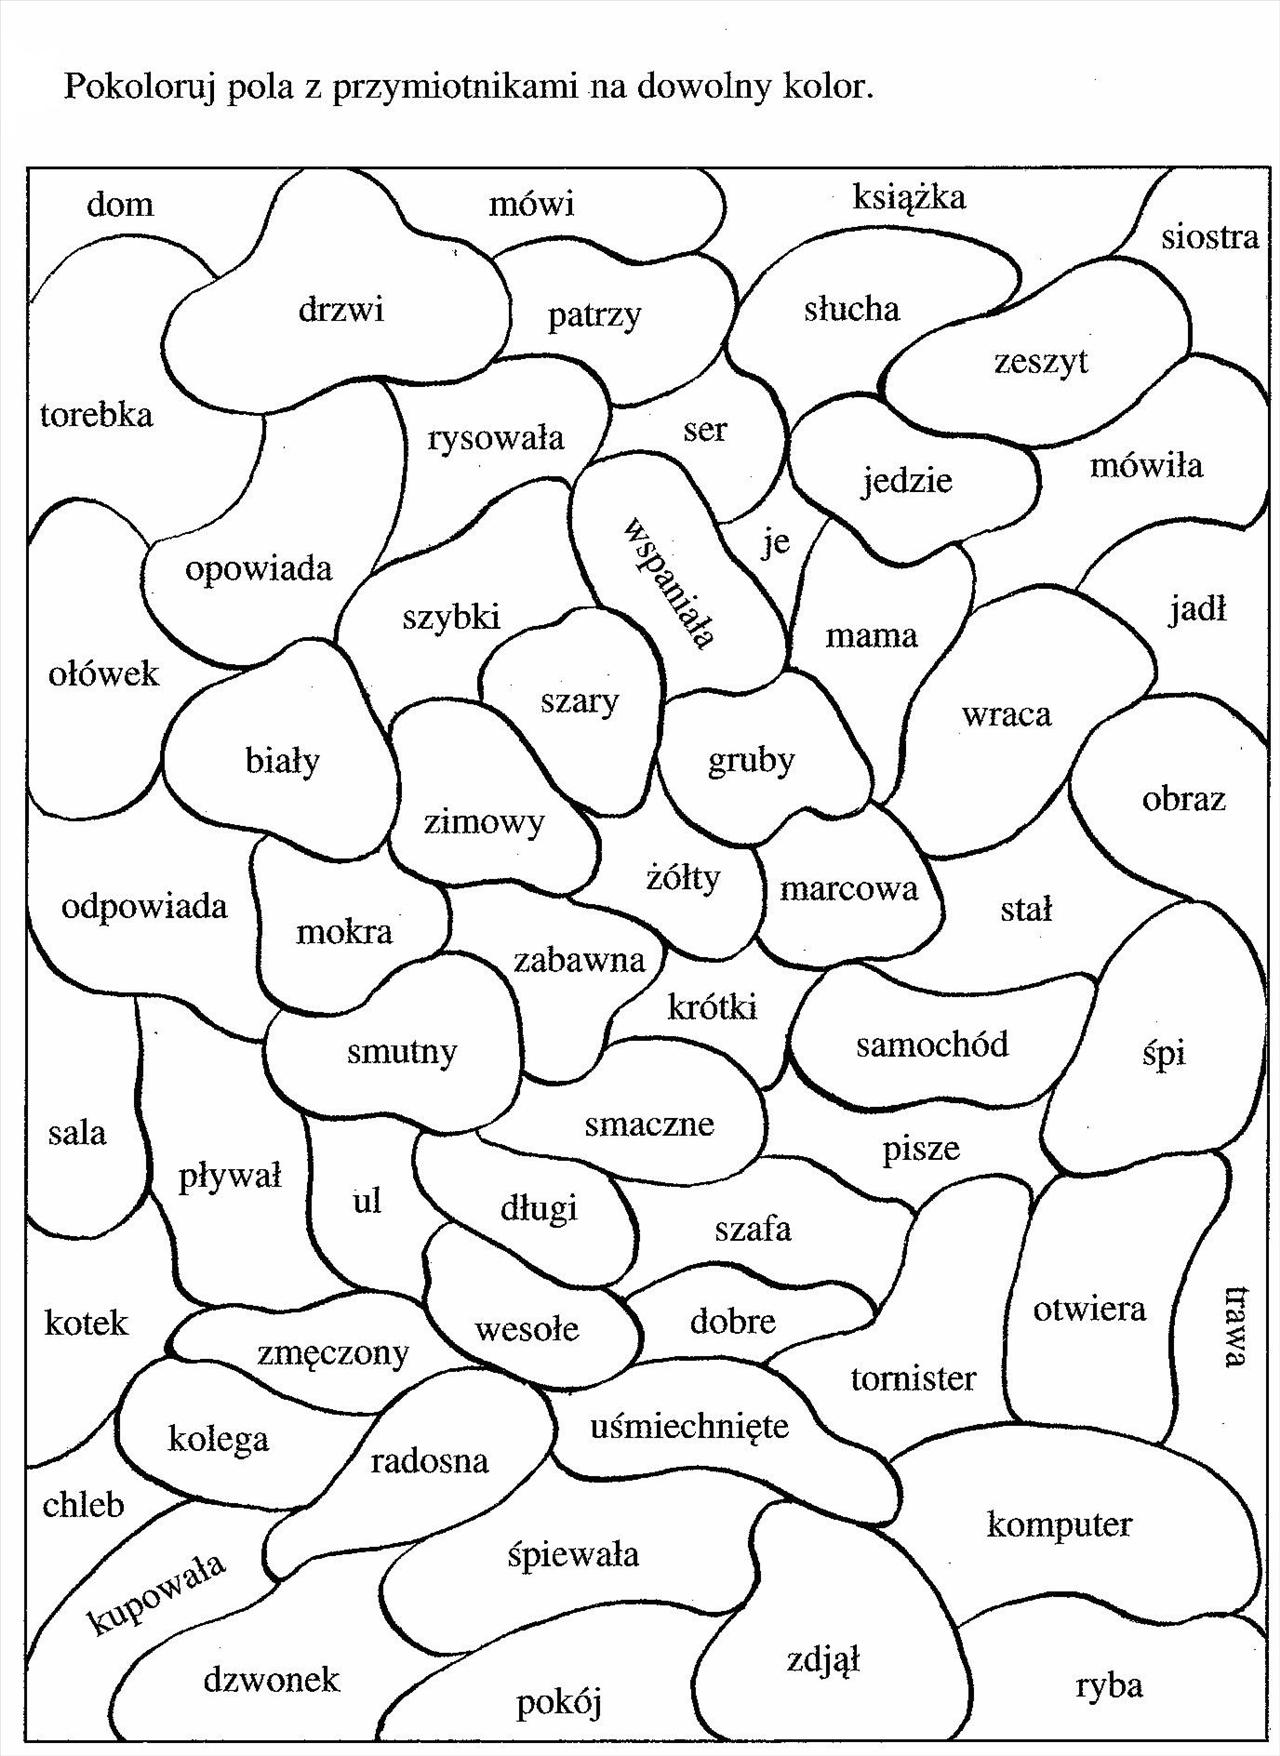 Pokoloruj pola z przymiotnikami na dowolny kolor.
dom
mówi
książka
siostra
drzwi
patrzy
słucha
zeszyt
torebka
rysowała
ser
jedzie
mówiła
opowiada
szybki
wspaniała
je
mama
jadł
ołówek
biały
szary
gruby
wraca
obraz
zimowy
odpowiada
mokra
żółty
marcowa
stał
zabawna
krótki
smutny
samochód
śpi
sala
pływał
ul
smaczne
pisze
długi
szafa
kotek
zmęczony
wesołe
dobre
otwiera
trawa
tornister
kolega
radosna
uśmiechnięte
chleb
komputer
kupowała
śpiewała
dzwonek
pokój
zdjął
ryba